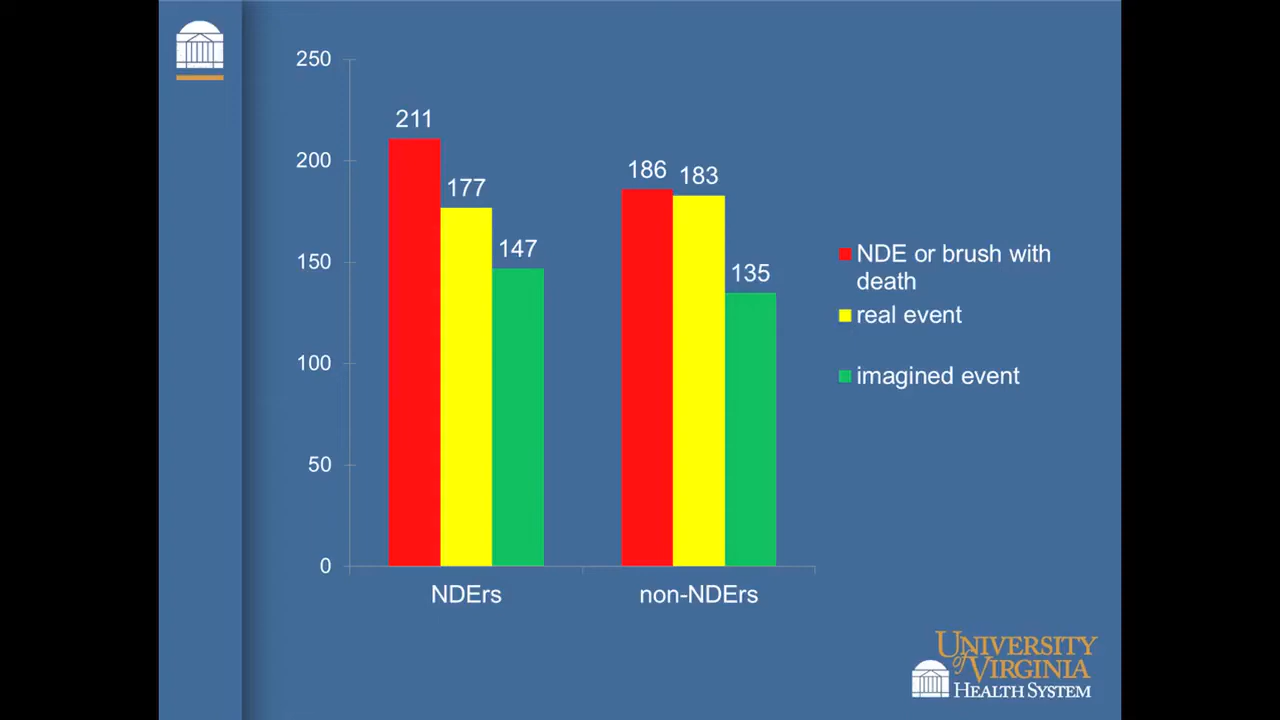 250
200
150
100
50
0
211
177
147
186
183
135
NDErs
non-NDErs
NDE or brush with
death
real event
imagined event
UNIVERSITY
of VIRGINIA
HEALTH SYSTEM